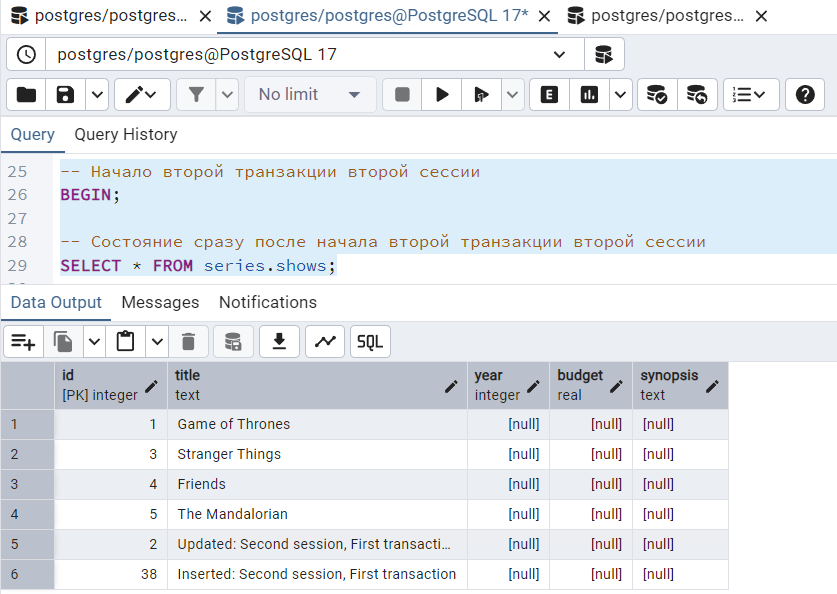 postgres/postgres...
postgres/postgres@PostgreSQL 17*
postgres/postgres...
postgres/postgres@PostgreSQL 17
No limit
E
Query
Query History
25 -- Начало второй транзакции второй сессии
26 BEGIN;
27
28 -- Состояние сразу после начала второй транзакции второй сессии
29 SELECT * FROM series.shows;
Data Output
Messages
Notifications
SQL
id title year budget synopsis
[PK] integer text integer real text
1 1 Game of Thrones [null] [null] [null]
2 3 Stranger Things [null] [null] [null]
3 4 Friends [null] [null] [null]
4 5 The Mandalorian [null] [null] [null]
5 2 Updated: Second session, First transacti... [null] [null] [null]
6 38 Inserted: Second session, First transaction [null] [null] [null]